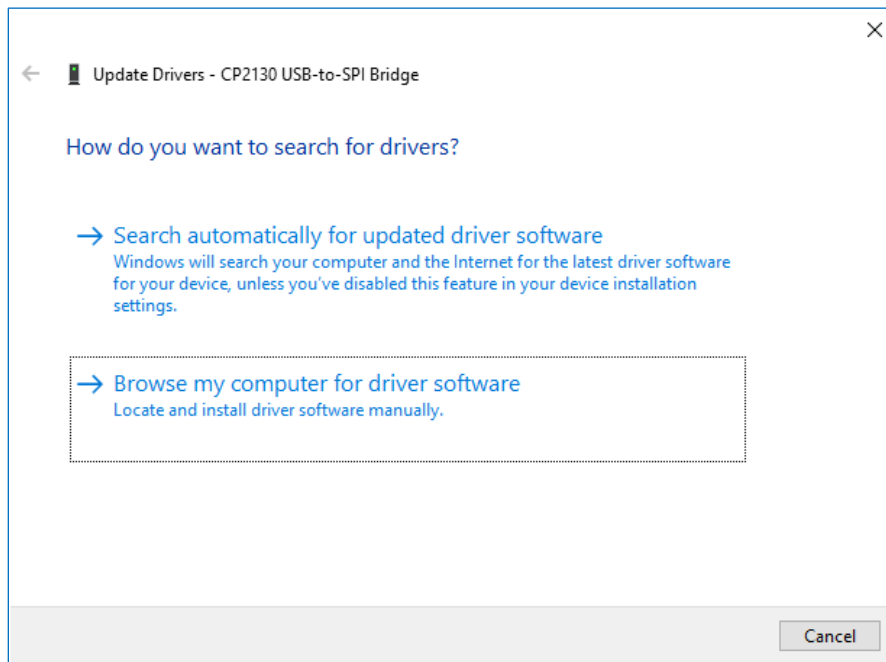 Update Drivers - CP2130 USB-to-SPI Bridge
How do you want to search for drivers?
Search automatically for updated driver software
Windows will search your computer and the Internet for the latest driver software
for your device, unless you've disabled this feature in your device installation
settings.
Browse my computer for driver software
Locate and install driver software manually.
Cancel